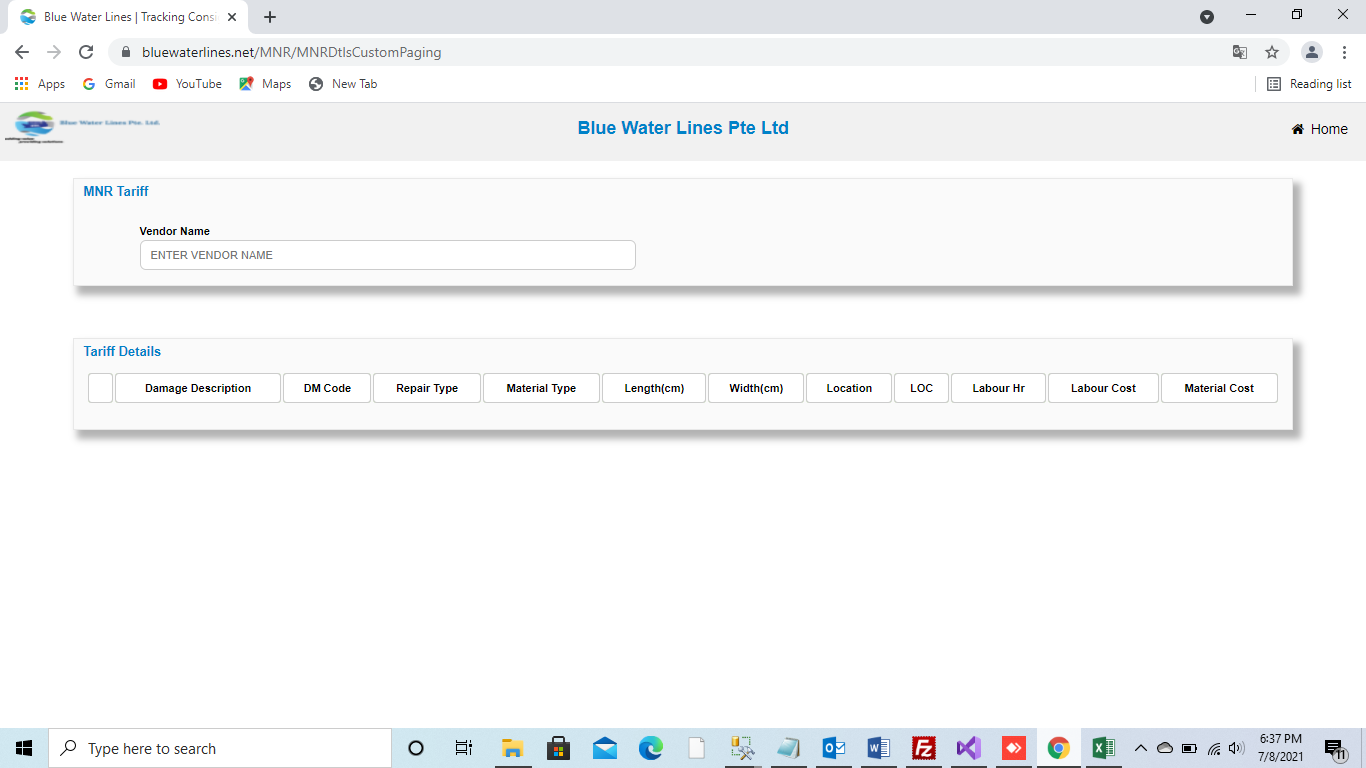 Blue Water Lines | Tracking Consi
bluewaterlines.net/MNR/MNRDtlsCustomPaging
Apps Gmail YouTube Maps New Tab Reading list
Blue Water Lines Pte. Ltd.
Blue Water Lines Pte Ltd
Home
MNR Tariff
Vendor Name
ENTER VENDOR NAME
Tariff Details
Damage Description DM Code Repair Type Material Type Length(cm) Width(cm) Location LOC Labour Hr Labour Cost Material Cost
Type here to search
6:37 PM
7/8/2021
11